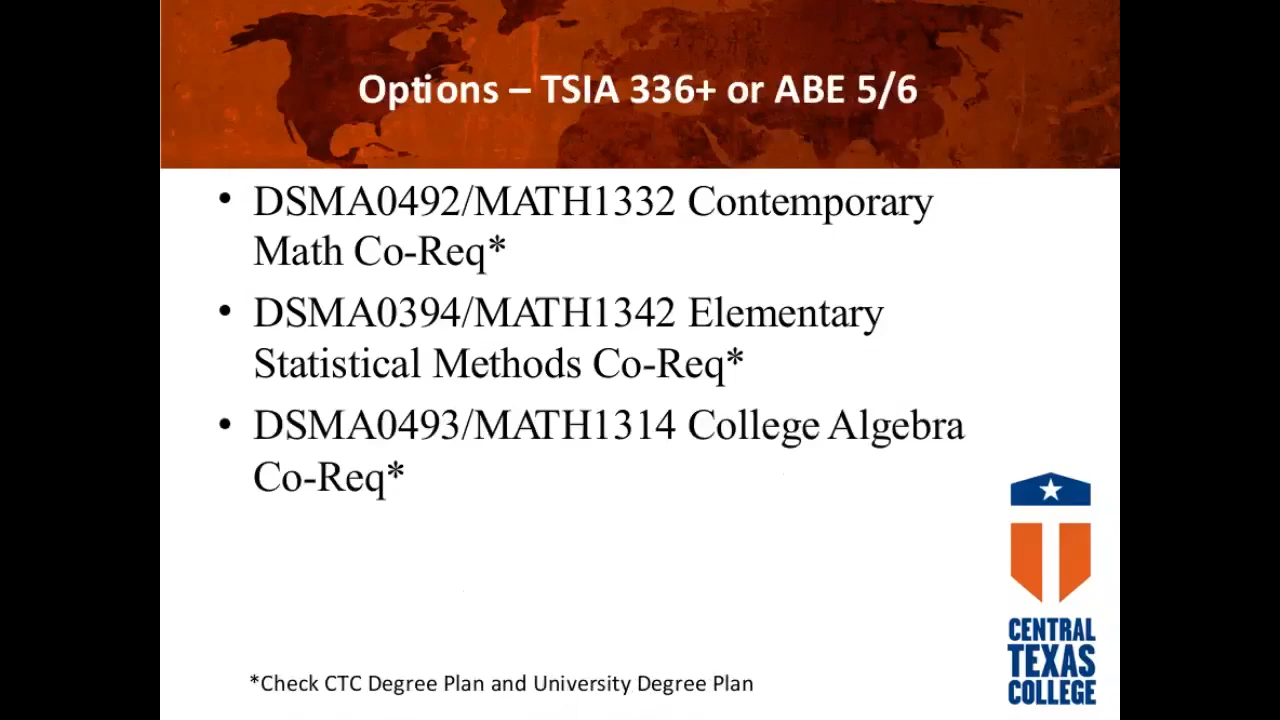 Options – TSIA 336+ or ABE 5/6
• DSMA0492/MATH1332 Contemporary
Math Co-Req*
• DSMA0394/MATH1342 Elementary
Statistical Methods Co-Req*
• DSMA0493/MATH1314 College Algebra
Co-Req*
CENTRAL
TEXAS
COLLEGE
*Check CTC Degree Plan and University Degree Plan